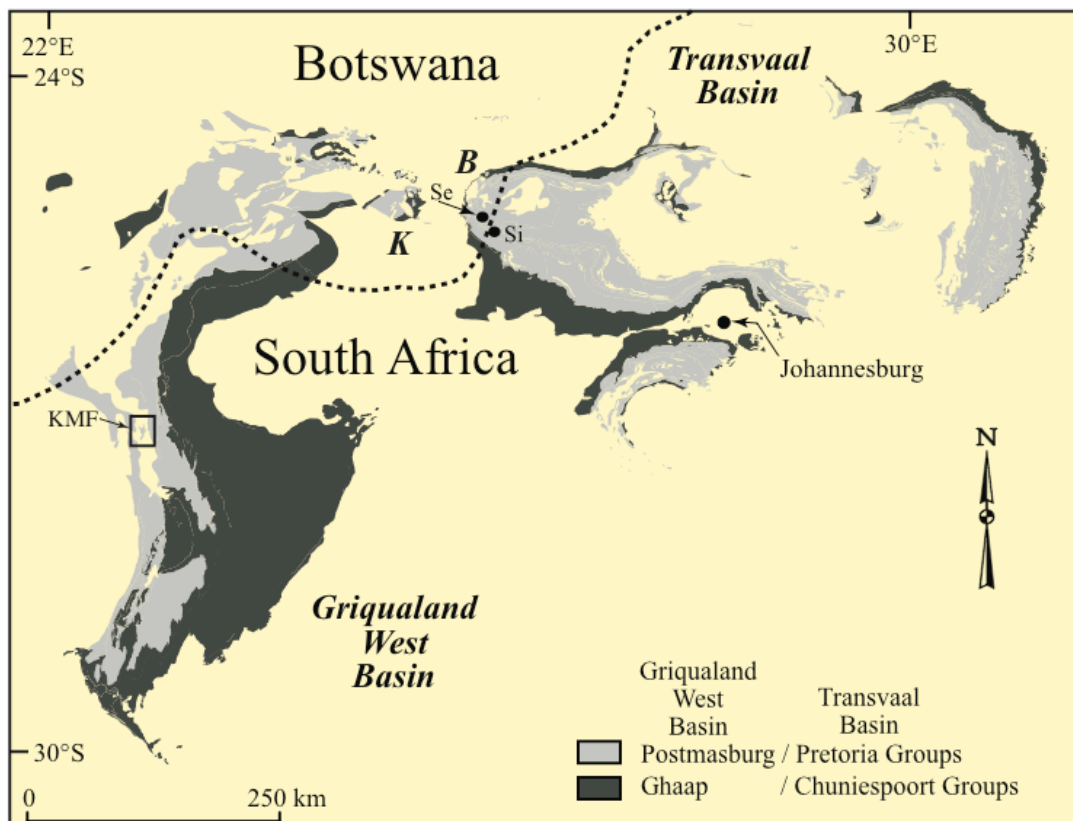 22°E
30°E
24°S
Botswana
Transvaal
Basin
B
Se
Si
K
South Africa
Johannesburg
KMF
N
Griqualand
West
Basin
Griqualand
West
Basin
Transvaal
Basin
Postmasburg / Pretoria Groups
Ghaap / Chuniespoort Groups
30°S
0 250 km